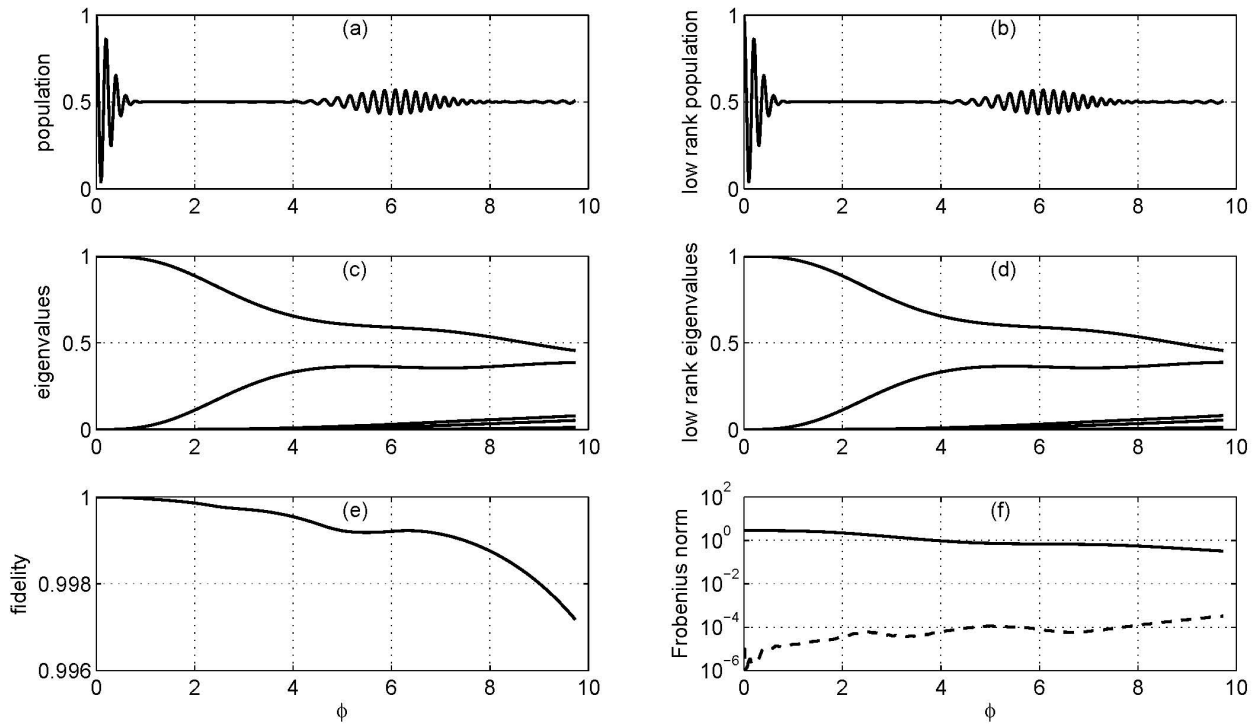 (a)
population
1
0.5
0
0 2 4 6 8 10
(b)
low rank population
1
0.5
0
0 2 4 6 8 10
(c)
eigenvalues
1
0.5
0
0 2 4 6 8 10
(d)
low rank eigenvalues
1
0.5
0
0 2 4 6 8 10
(e)
fidelity
1
0.998
0.996
0 2 4 6 8 10
ϕ
(f)
Frobenius norm
10^2
10^0
10^-2
10^-4
10^-6
0 2 4 6 8 10
ϕ